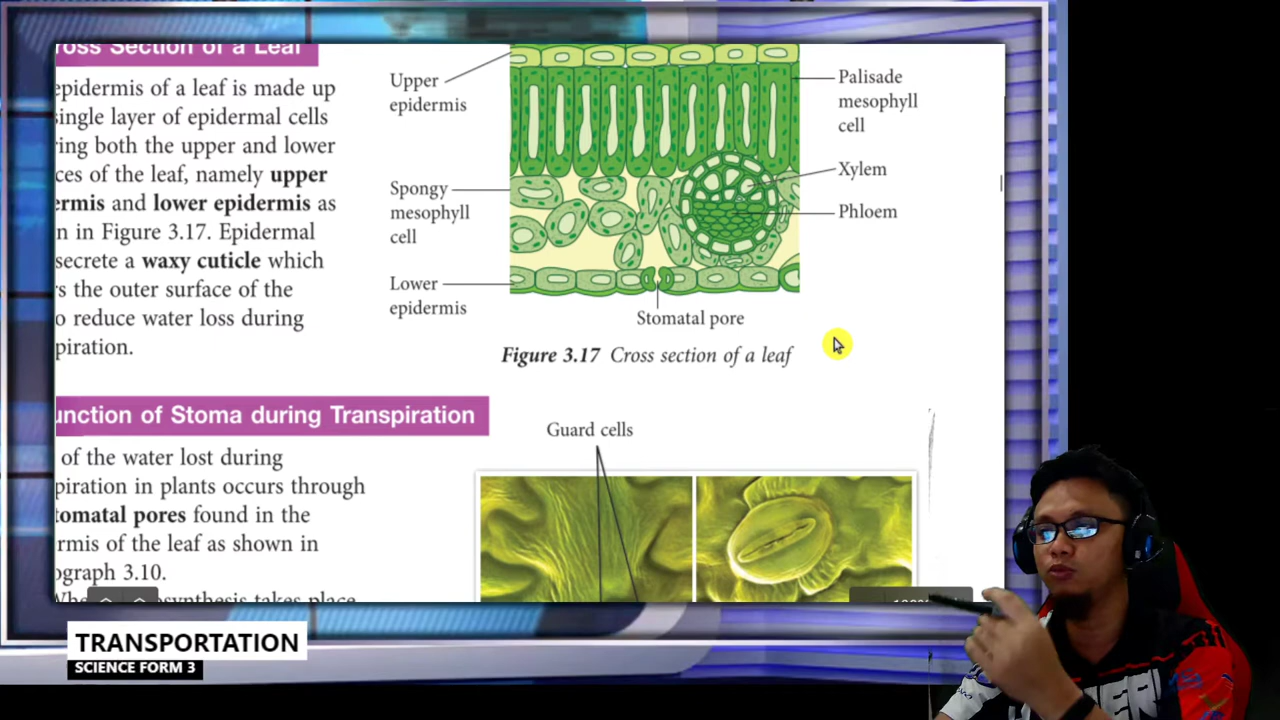 ross Section of a Leaf
epidermis of a leaf is made up
single layer of epidermal cells
ring both the upper and lower
ces of the leaf, namely upper
ermis and lower epidermis as
n in Figure 3.17. Epidermal
secrete a waxy cuticle which
rs the outer surface of the
o reduce water loss during
piration.
Upper
epidermis
Spongy
mesophyll
cell
Lower
epidermis
Palisade
mesophyll
cell
Xylem
Phloem
Stomatal pore
Figure 3.17 Cross section of a leaf
unction of Stoma during Transpiration
of the water lost during
piration in plants occurs through
tomatal pores found in the
rmis of the leaf as shown in
ograph 3.10.
Guard cells
TRANSPORTATION
SCIENCE FORM 3